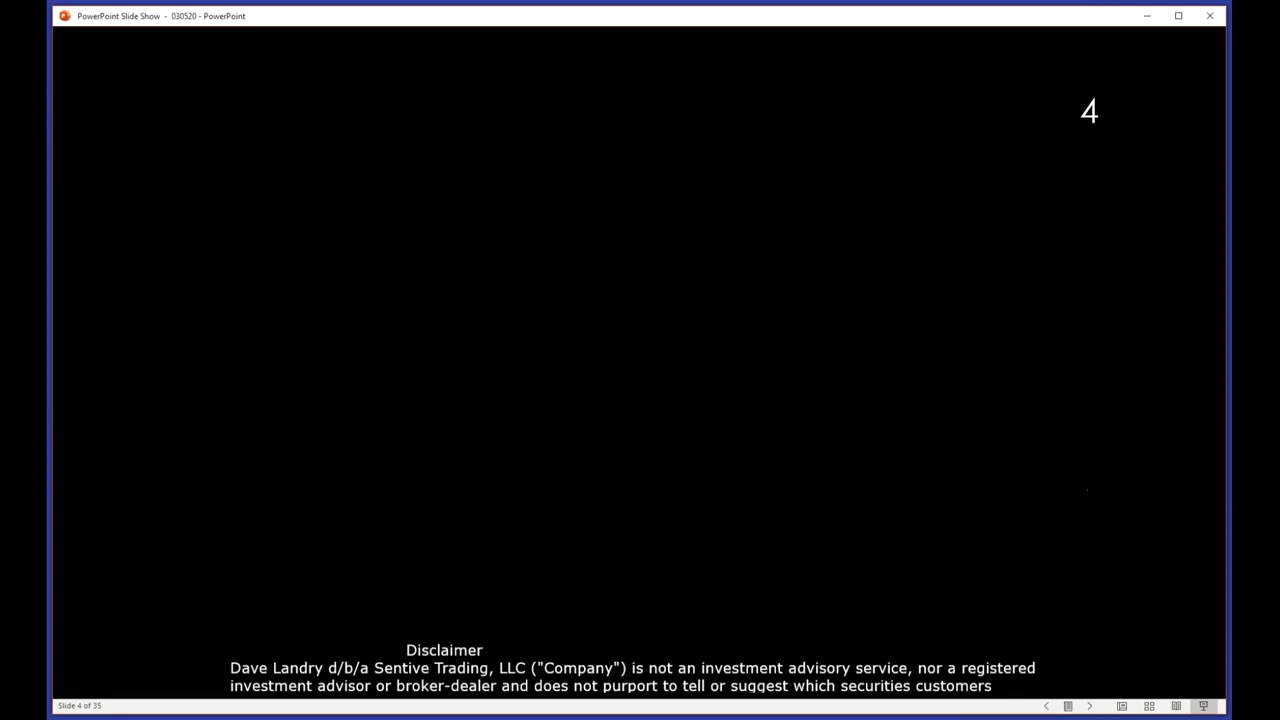 PowerPoint Slide Show - 030520 - PowerPoint
4
Disclaimer
Dave Landry d/b/a Sentive Trading, LLC ("Company") is not an investment advisory service, nor a registered
investment advisor or broker-dealer and does not purport to tell or suggest which securities customers
Slide 4 of 35